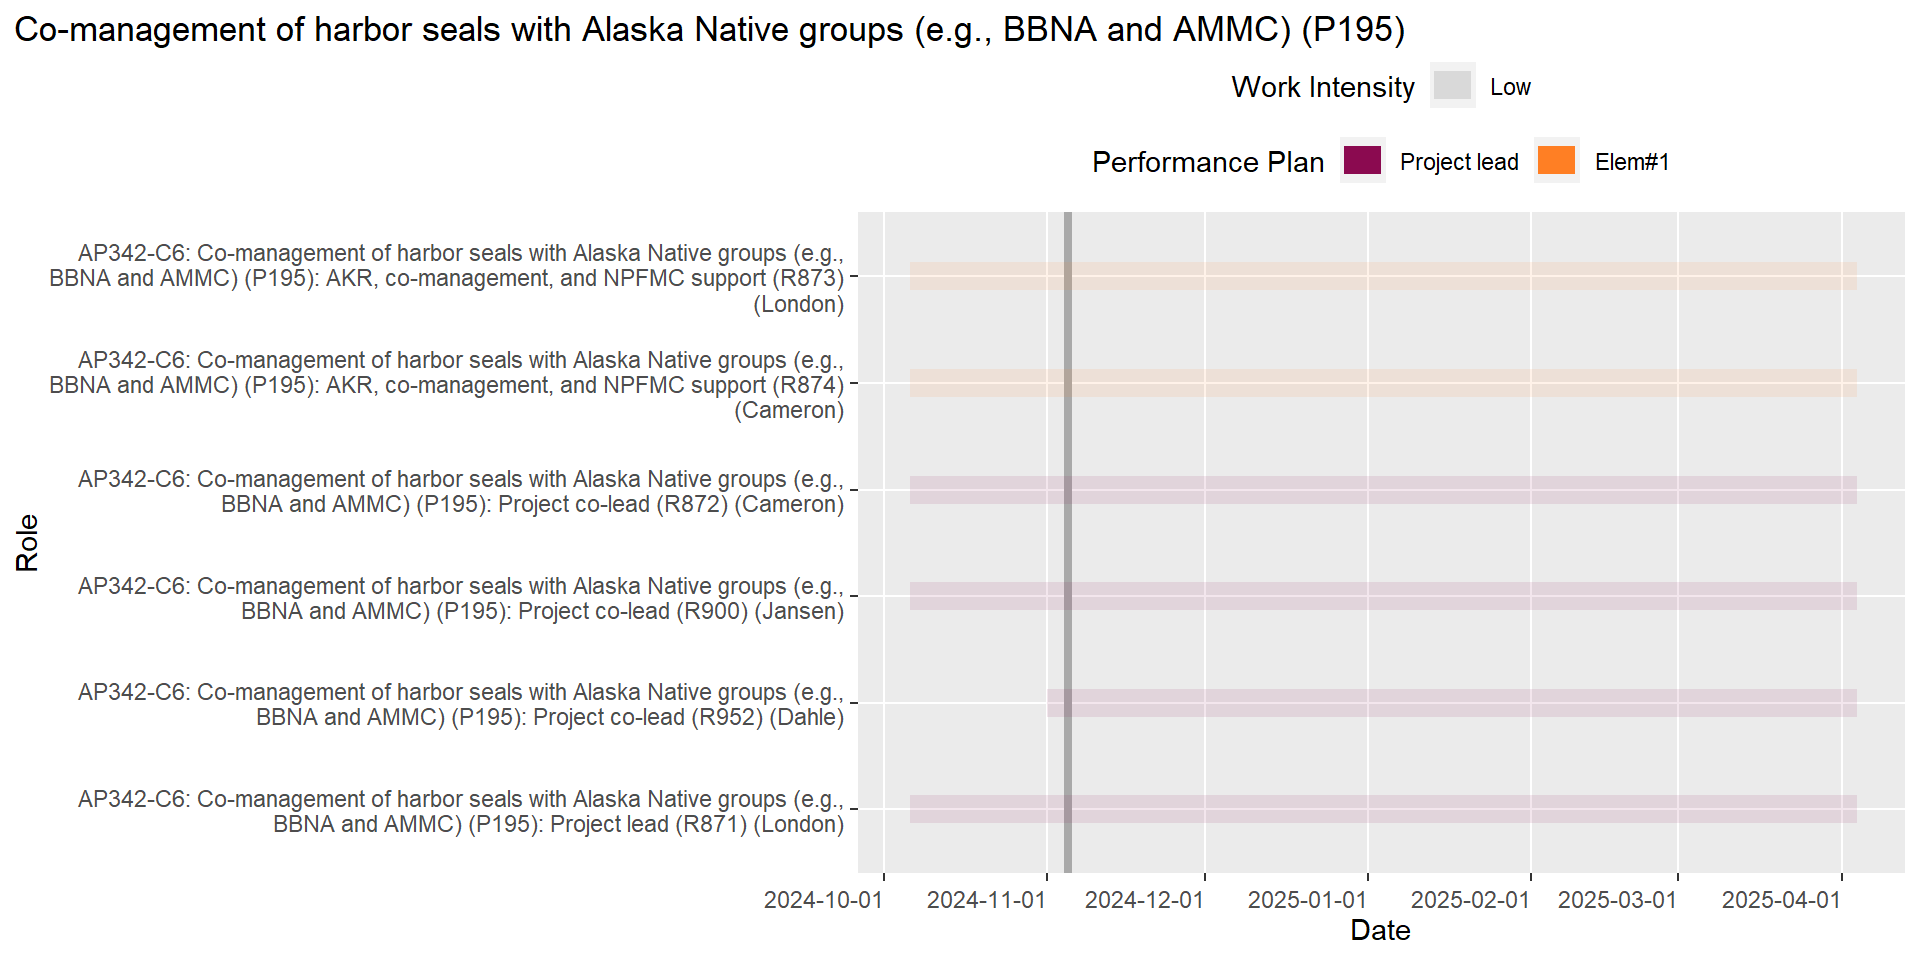 Co-management of harbor seals with Alaska Native groups (e.g., BBNA and AMMC) (P195)
Work Intensity Low
Performance Plan Project lead Elem#1
AP342-C6: Co-management of harbor seals with Alaska Native groups (e.g.,
BBNA and AMMC) (P195): AKR, co-management, and NPFMC support (R873)
(London)
AP342-C6: Co-management of harbor seals with Alaska Native groups (e.g.,
BBNA and AMMC) (P195): AKR, co-management, and NPFMC support (R874)
(Cameron)
AP342-C6: Co-management of harbor seals with Alaska Native groups (e.g.,
BBNA and AMMC) (P195): Project co-lead (R872) (Cameron)
AP342-C6: Co-management of harbor seals with Alaska Native groups (e.g.,
BBNA and AMMC) (P195): Project co-lead (R900) (Jansen)
AP342-C6: Co-management of harbor seals with Alaska Native groups (e.g.,
BBNA and AMMC) (P195): Project co-lead (R952) (Dahle)
AP342-C6: Co-management of harbor seals with Alaska Native groups (e.g.,
BBNA and AMMC) (P195): Project lead (R871) (London)
Role
2024-10-01 2024-11-01 2024-12-01 2025-01-01 2025-02-01 2025-03-01 2025-04-01
Date